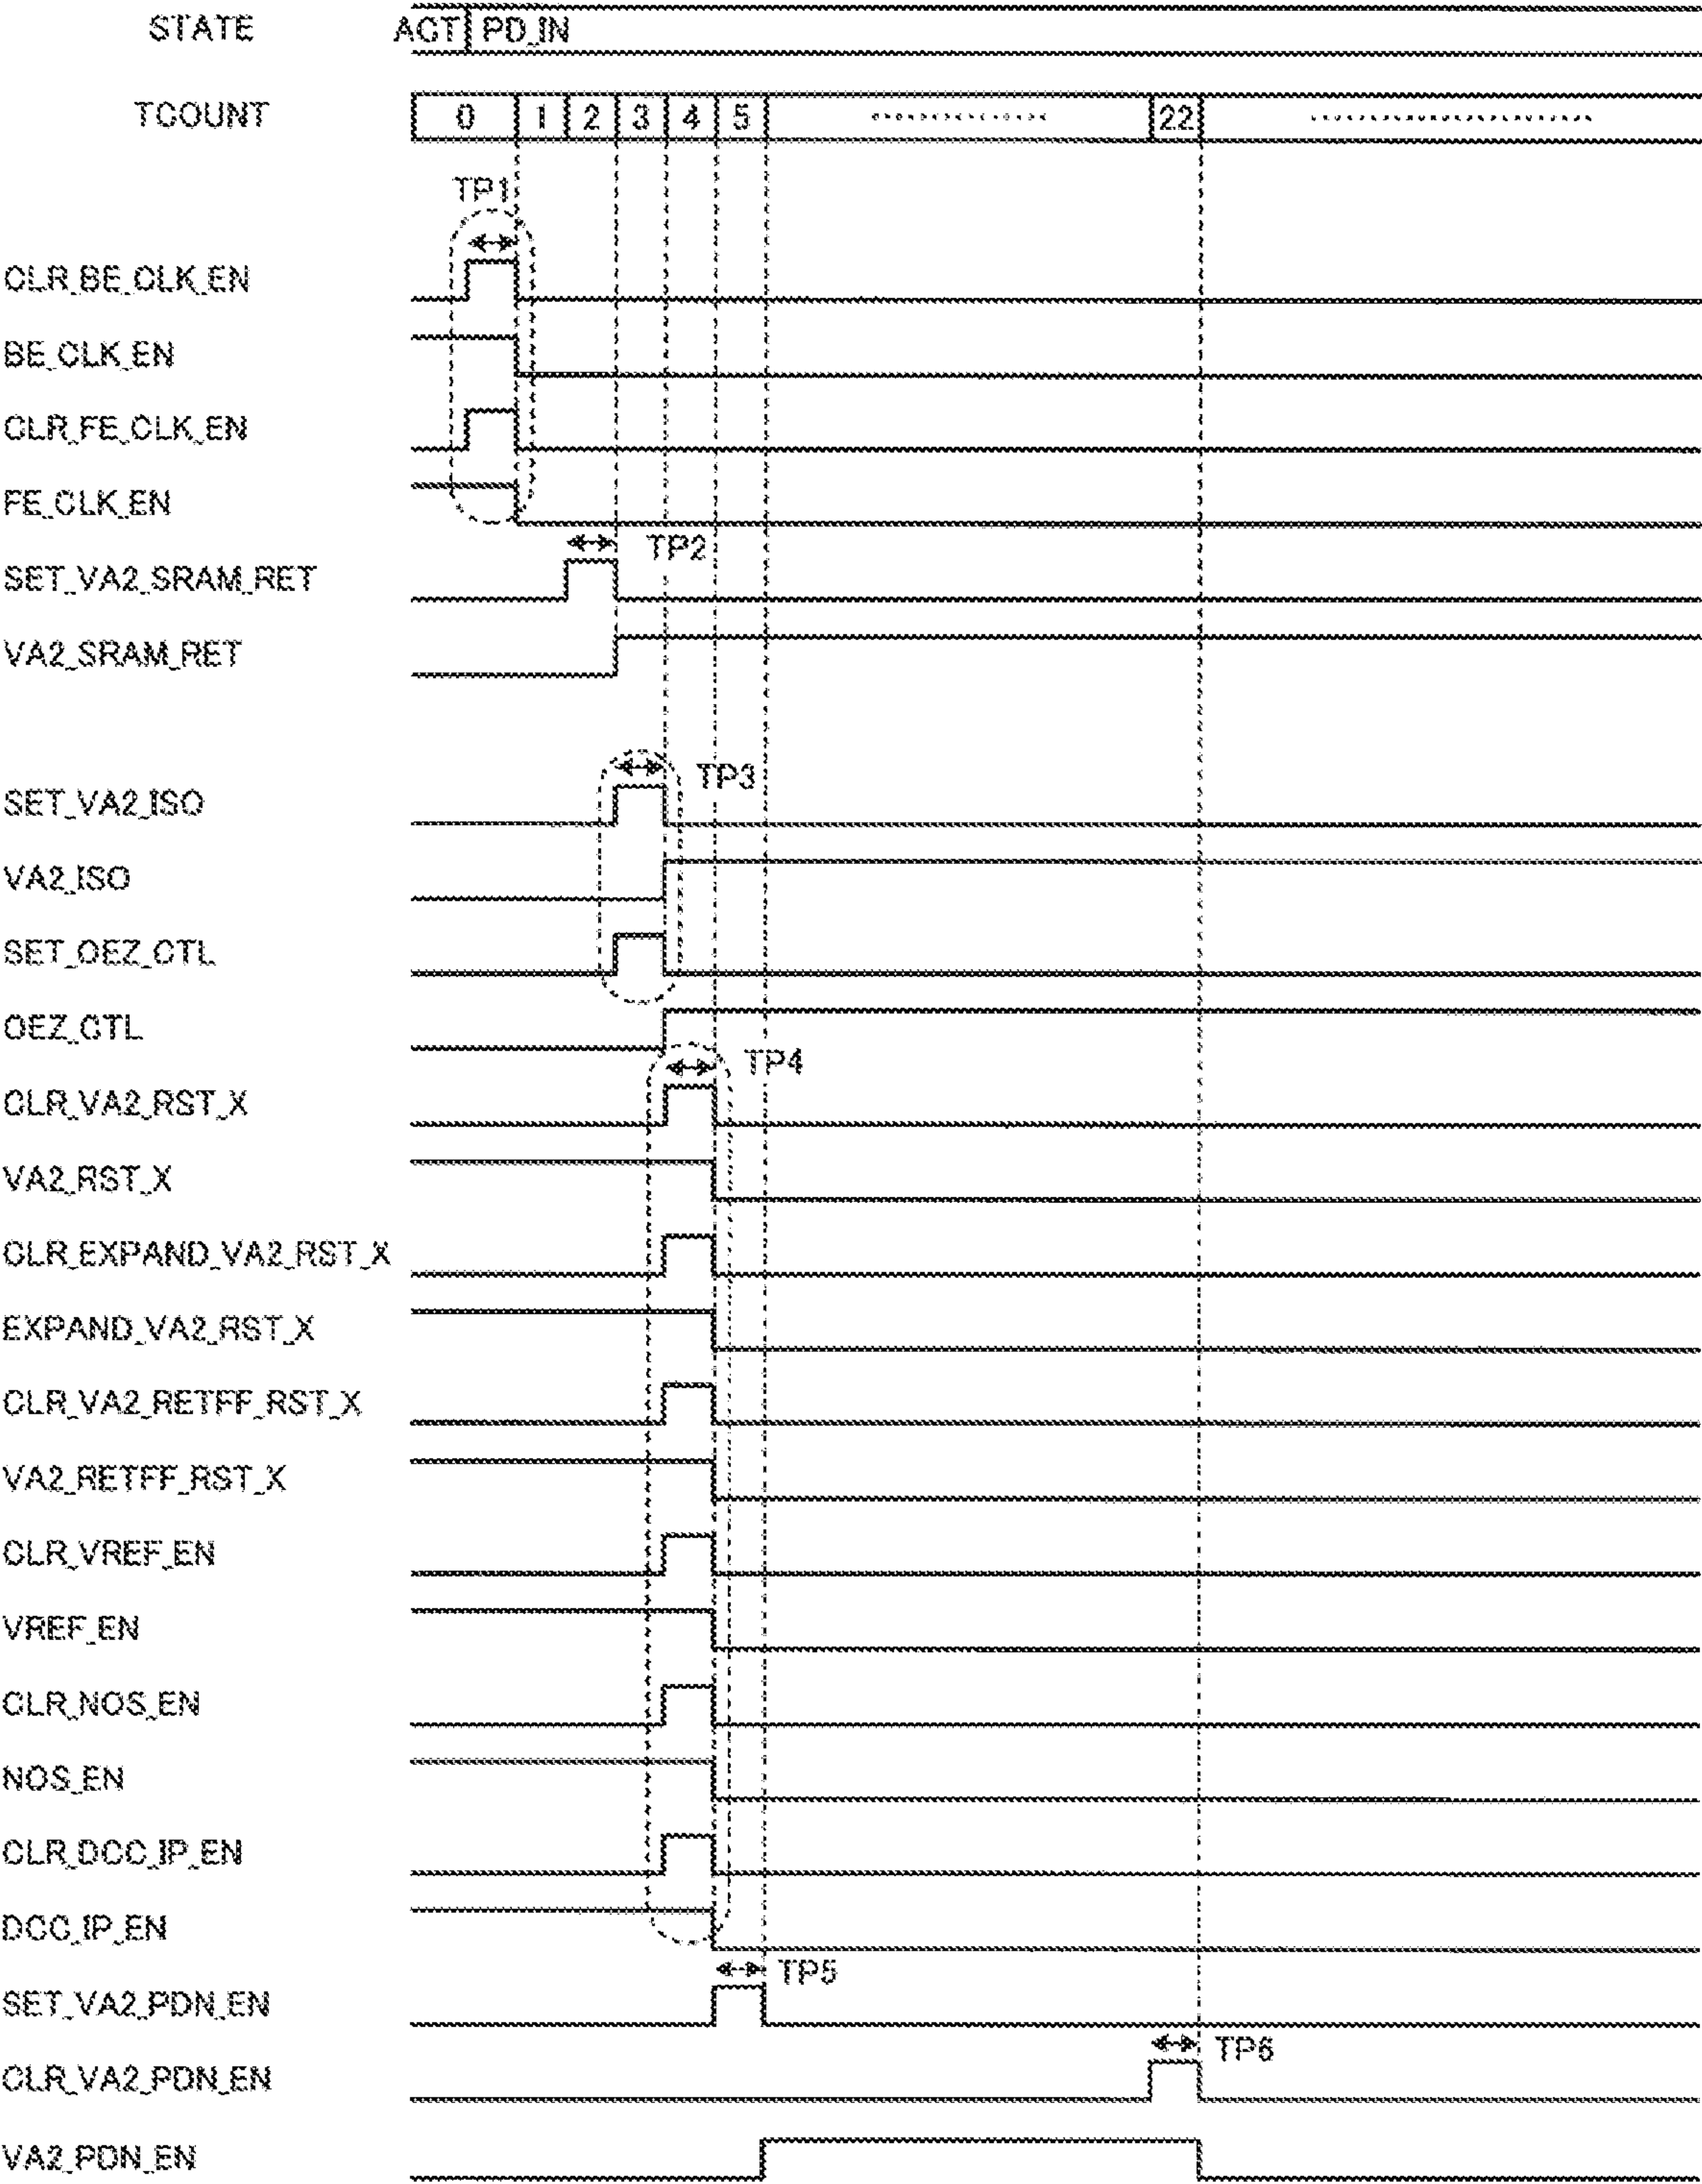 STATE ACT PD_IN
TCOUNT 0 1 2 3 4 5 22
TP1
CLR_BE_CLK_EN
BE_CLK_EN
CLR_FE_CLK_EN
FE_CLK_EN
TP2
SET_VA2_SRAM_RET
VA2_SRAM_RET
TP3
SET_VA2_ISO
VA2_ISO
SET_OEZ_CTL
OEZ_CTL
TP4
CLR_VA2_RST_X
VA2_RST_X
CLR_EXPAND_VA2_RST_X
EXPAND_VA2_RST_X
CLR_VA2_RETFF_RST_X
VA2_RETFF_RST_X
CLR_VREF_EN
VREF_EN
CLR_NOS_EN
NOS_EN
CLR_DCC_IP_EN
DCC_IP_EN
TP5
SET_VA2_PDN_EN
TP6
CLR_VA2_PDN_EN
VA2_PDN_EN